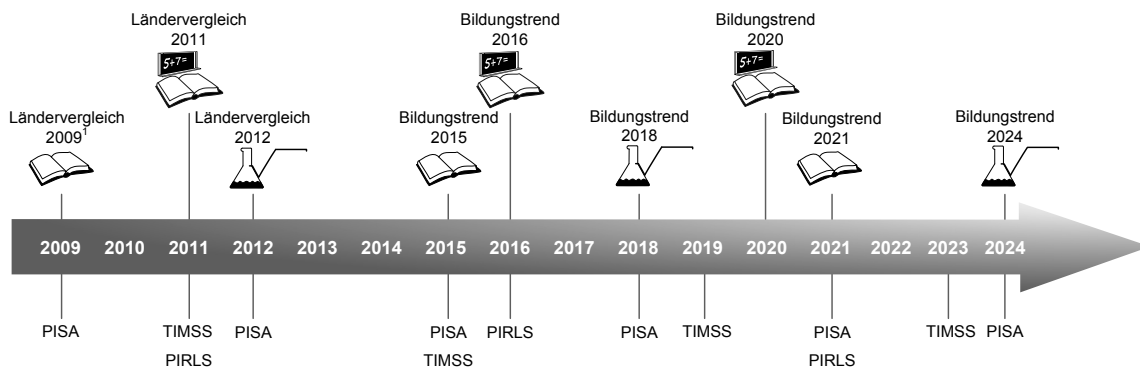 Ländervergleich
2011
5+7=
Bildungstrend
2016
5+7=
Bildungstrend
2020
5+7=
Ländervergleich
2009¹
Ländervergleich
2012
Bildungstrend
2015
Bildungstrend
2018
Bildungstrend
2021
Bildungstrend
2024
2009 2010 2011 2012 2013 2014 2015 2016 2017 2018 2019 2020 2021 2022 2023 2024
PISA TIMSS PISA PISA PIRLS PISA TIMSS PISA TIMSS PISA
PIRLS TIMSS PIRLS